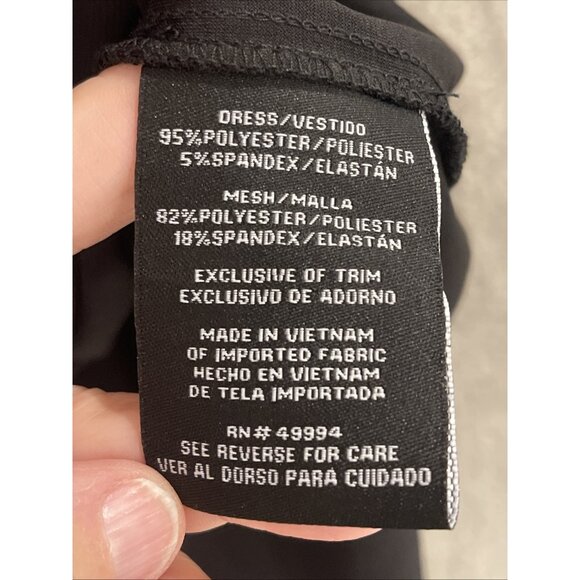 DRESS/VESTIDO
95%POLYESTER/POLIESTER
5%SPANDEX/ELASTÁN
MESH/MALLA
82%POLYESTER/POLIESTER
18%SPANDEX/ELASTÁN
EXCLUSIVE OF TRIM
EXCLUSIVO DE ADORNO
MADE IN VIETNAM
OF IMPORTED FABRIC
HECHO EN VIETNAM
DE TELA IMPORTADA
RN# 49994
SEE REVERSE FOR CARE
VER AL DORSO PARA CUIDADO